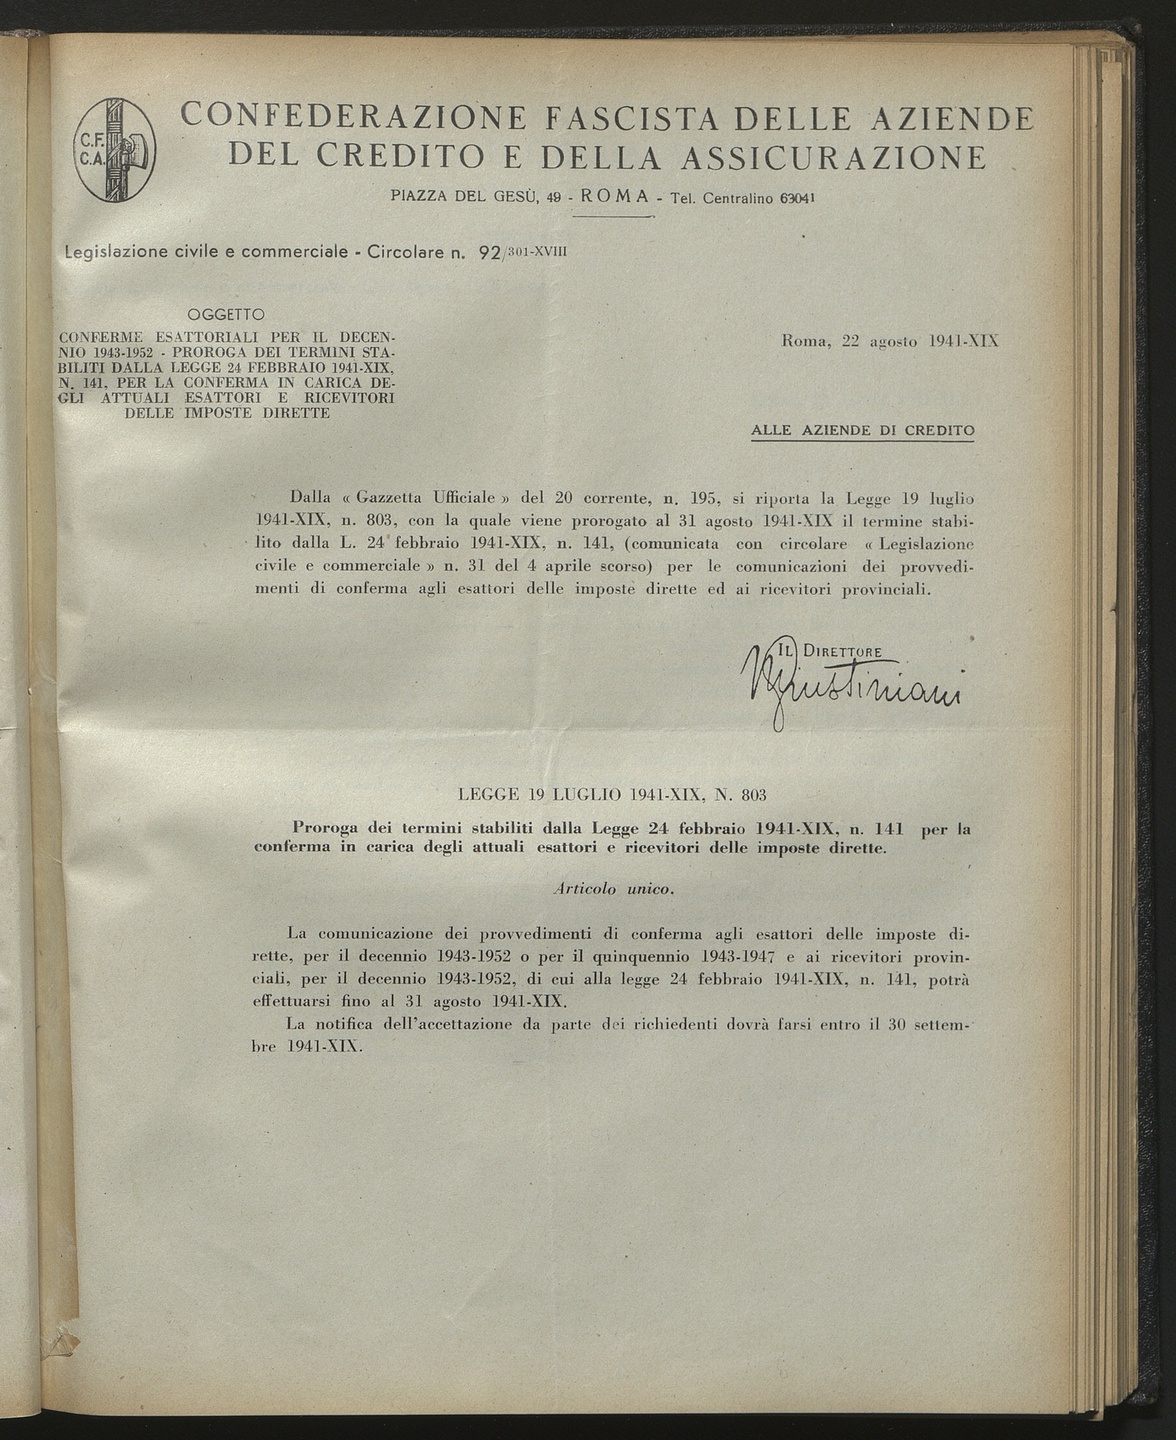 C.F.
C.A.
CONFEDERAZIONE FASCISTA DELLE AZIENDE
DEL CREDITO E DELLA ASSICURAZIONE
PIAZZA DEL GESÙ, 49 - ROMA - Tel. Centralino 63041
Legislazione civile e commerciale - Circolare n. 92/301-XVIII
OGGETTO
CONFERME ESATTORIALI PER IL DECEN-
NIO 1943-1952 - PROROGA DEI TERMINI STA-
BILITI DALLA LEGGE 24 FEBBRAIO 1941-XIX,
N. 141, PER LA CONFERMA IN CARICA DE-
GLI ATTUALI ESATTORI E RICEVITORI
DELLE IMPOSTE DIRETTE
Roma, 22 agosto 1941-XIX
ALLE AZIENDE DI CREDITO
Dalla « Gazzetta Ufficiale » del 20 corrente, n. 195, si riporta la Legge 19 luglio
1941-XIX, n. 803, con la quale viene prorogato al 31 agosto 1941-XIX il termine stabi-
lito dalla L. 24 febbraio 1941-XIX, n. 141, (comunicata con circolare « Legislazione
civile e commerciale » n. 31 del 4 aprile scorso) per le comunicazioni dei provvedi-
menti di conferma agli esattori delle imposte dirette ed ai ricevitori provinciali.
IL DIRETTORE
Giustiniani
LEGGE 19 LUGLIO 1941-XIX, N. 803
Proroga dei termini stabiliti dalla Legge 24 febbraio 1941-XIX, n. 141 per la
conferma in carica degli attuali esattori e ricevitori delle imposte dirette.
Articolo unico.
La comunicazione dei provvedimenti di conferma agli esattori delle imposte di-
rette, per il decennio 1943-1952 o per il quinquennio 1943-1947 e ai ricevitori provin-
ciali, per il decennio 1943-1952, di cui alla legge 24 febbraio 1941-XIX, n. 141, potrà
effettuarsi fino al 31 agosto 1941-XIX.
La notifica dell'accettazione da parte dei richiedenti dovrà farsi entro il 30 settem-
bre 1941-XIX.